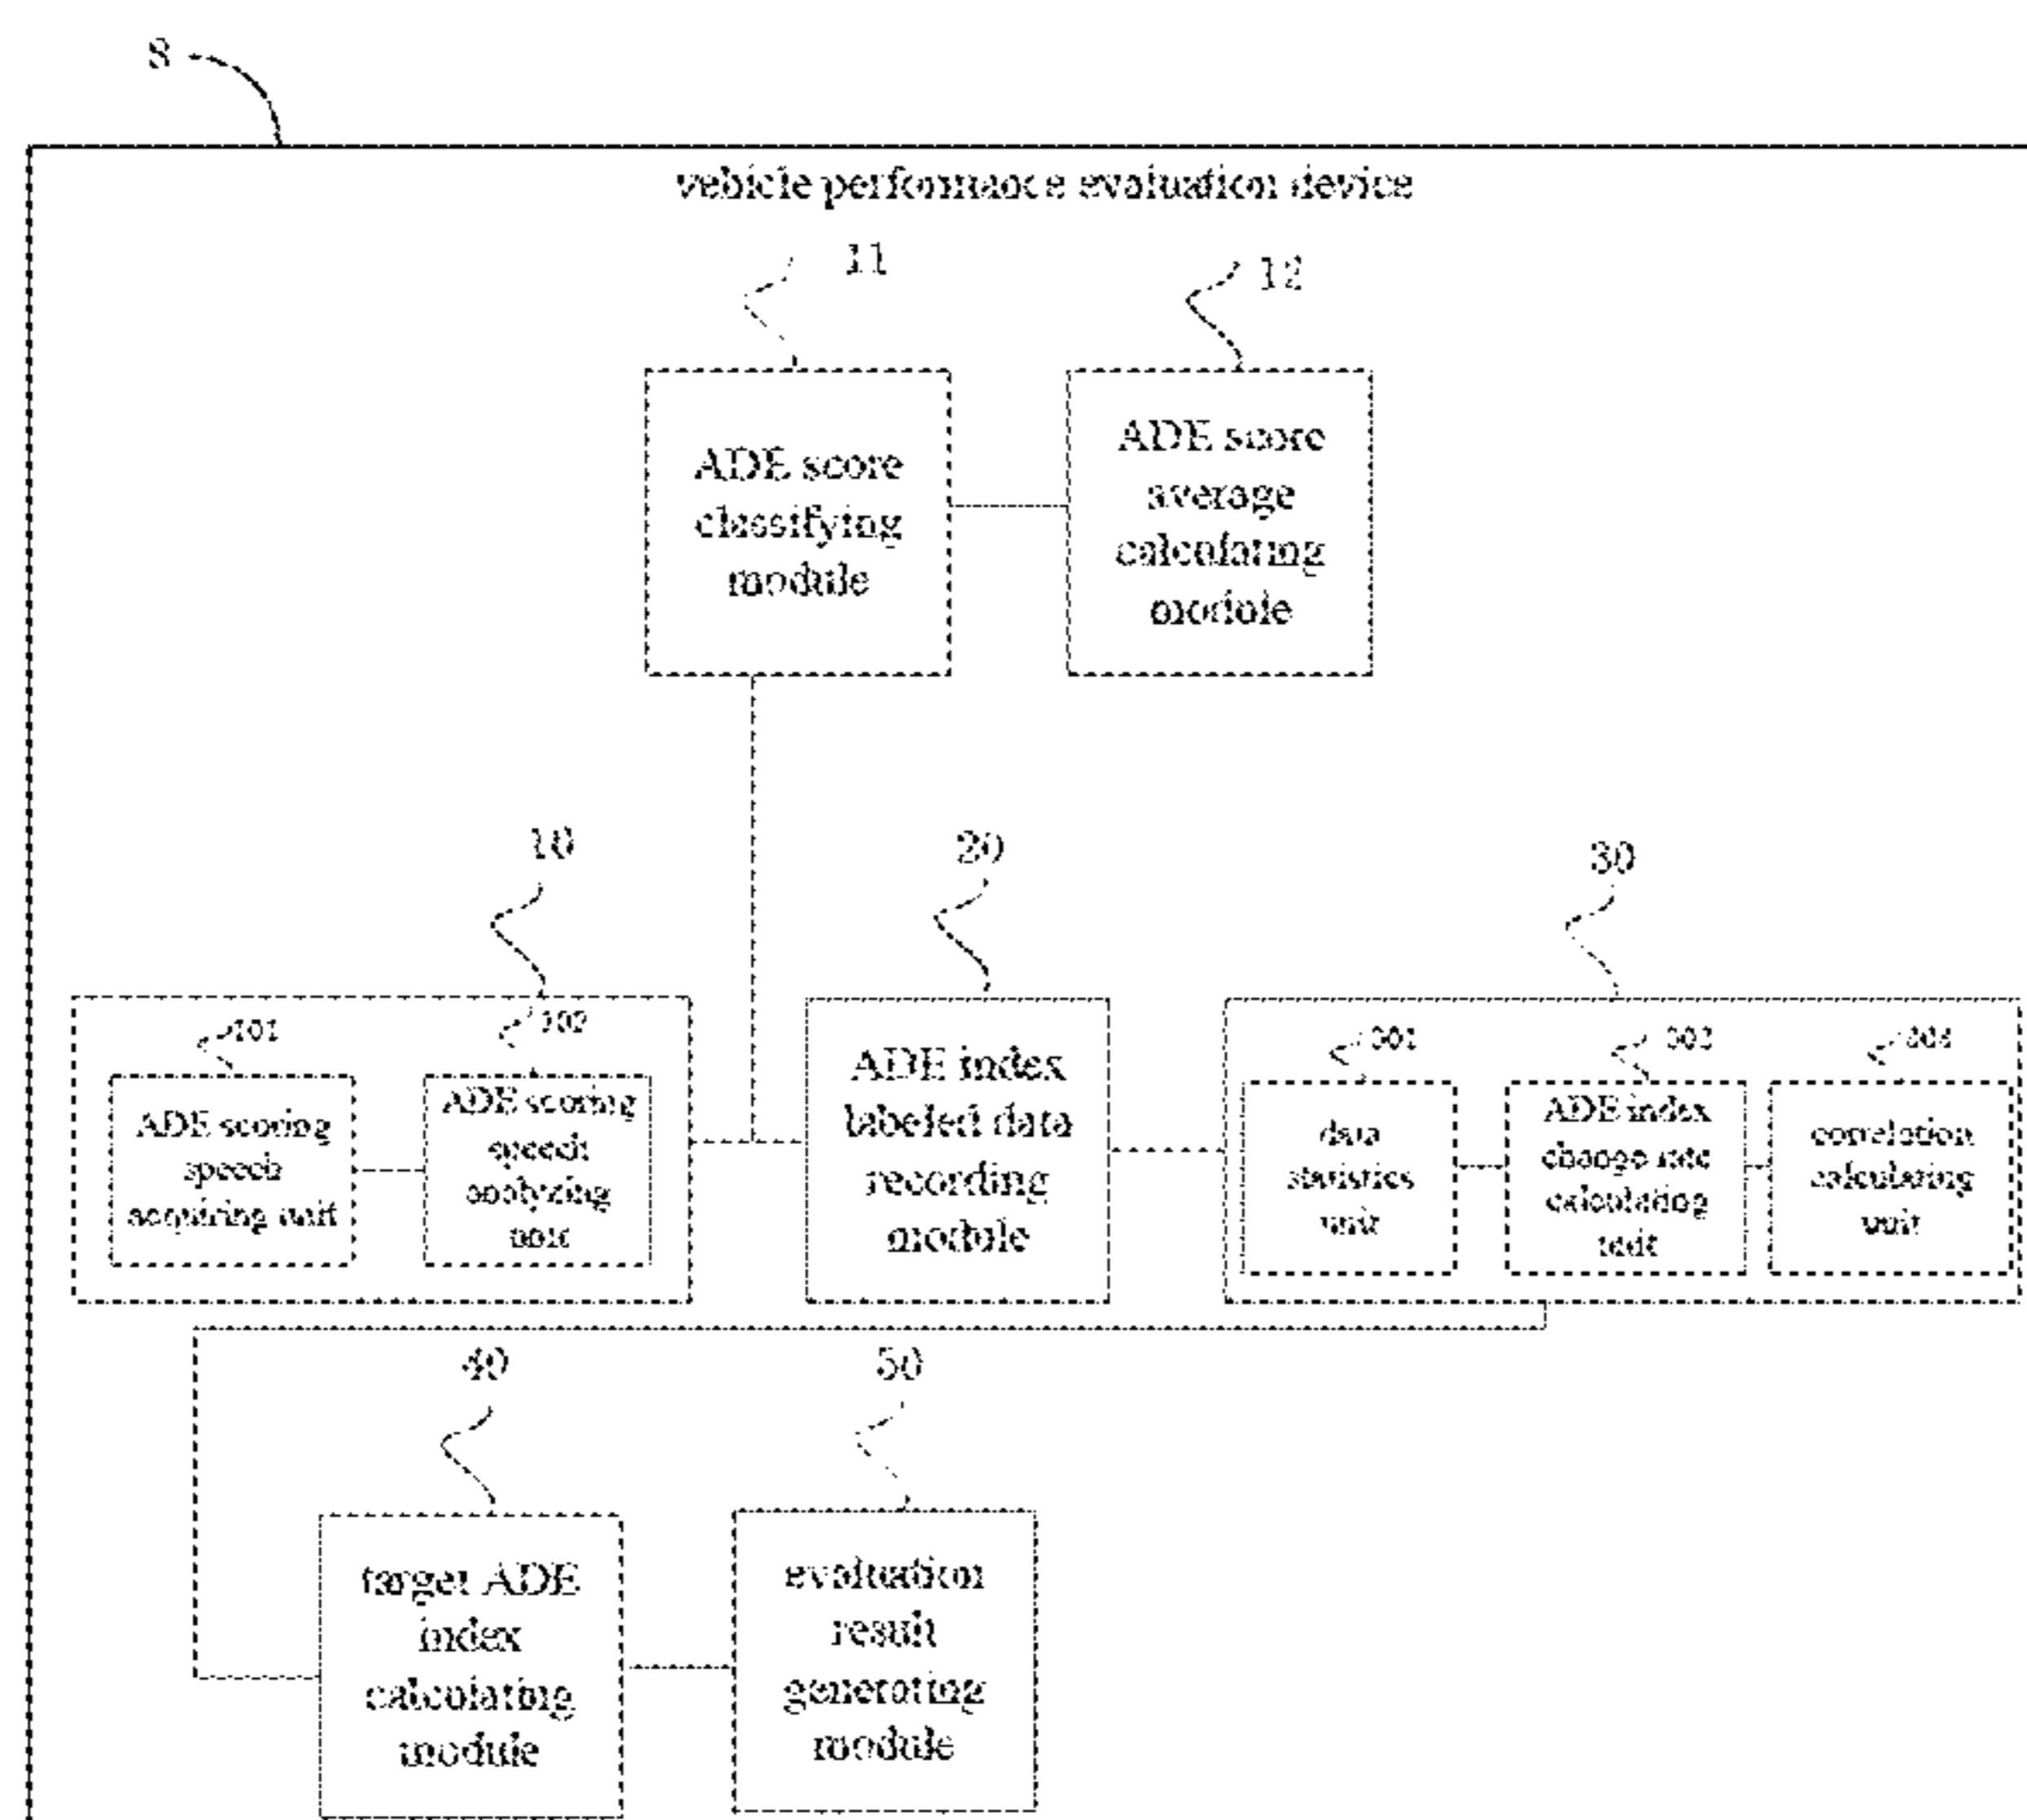 8
vehicle performance evaluation device
11
12
ADE score
classifying
module
ADE score
average
calculating
module
10
20
30
101
102
ADE scoring
speech
acquiring unit
ADE scoring
speech
analyzing
unit
ADE index
labeled data
recording
module
301
302
data
statistics
unit
ADE index
change rate
calculating
unit
correlation
calculating
unit
40
50
target ADE
index
calculating
module
evaluation
result
generating
module